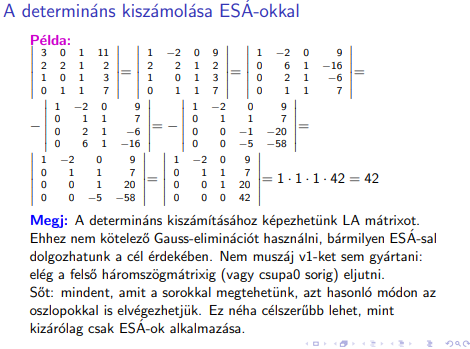 A determináns kiszámolása ESÁ-okkal
Példa:
| 3 0 1 11 | | 1 −2 0 9 | | 1 −2 0 9 |
| 2 2 1 2 | | 2 2 1 2 | | 0 6 1 −16 |
| 1 0 1 3 | = | 1 0 1 3 | = | 0 2 1 −6 | =
| 0 1 1 7 | | 0 1 1 7 | | 0 1 1 7 |
| 1 −2 0 9 | | 1 −2 0 9 |
| 0 1 1 7 | | 0 1 1 7 |
− | 0 2 1 −6 | = − | 0 0 −1 −20 | =
| 0 6 1 −16 | | 0 0 −5 −58 |
| 1 −2 0 9 | | 1 −2 0 9 |
| 0 1 1 7 | | 0 1 1 7 |
| 0 0 1 20 | = | 0 0 1 20 | = 1 · 1 · 1 · 42 = 42
| 0 0 −5 −58 | | 0 0 0 42 |
Megj: A determináns kiszámításához képezhetünk LA mátrixot.
Ehhez nem kötelező Gauss-eliminációt használni, bármilyen ESÁ-sal
dolgozhatunk a cél érdekében. Nem muszáj v1-ket sem gyártani:
elég a felső háromszögmátrixig (vagy csupa0 sorig) eljutni.
Sőt: mindent, amit a sorokkal megtehetünk, azt hasonló módon az
oszlopokkal is elvégezhetjük. Ez néha célszerűbb lehet, mint
kizárólag csak ESÁ-ok alkalmazása.